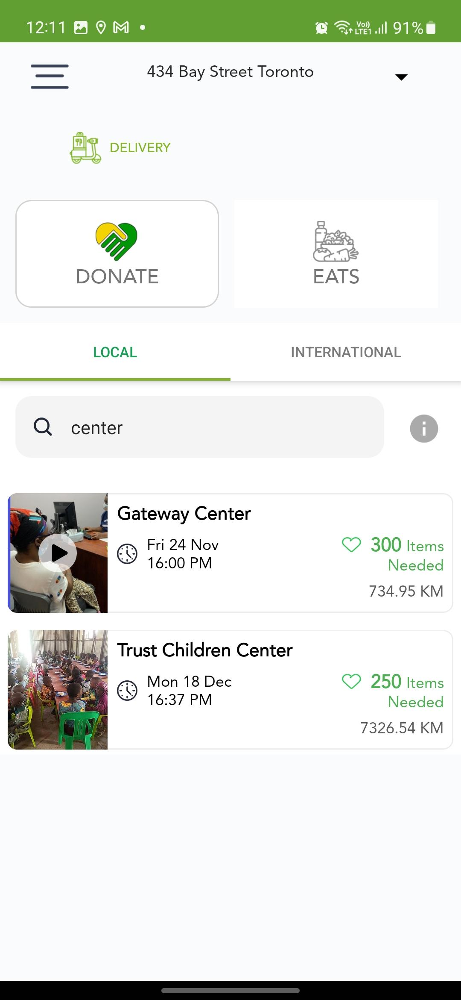 12:11
Vo)) LTE1 91%
434 Bay Street Toronto
DELIVERY
DONATE
EATS
LOCAL
INTERNATIONAL
center
Gateway Center
Fri 24 Nov
16:00 PM
300 Items
Needed
734.95 KM
Trust Children Center
Mon 18 Dec
16:37 PM
250 Items
Needed
7326.54 KM